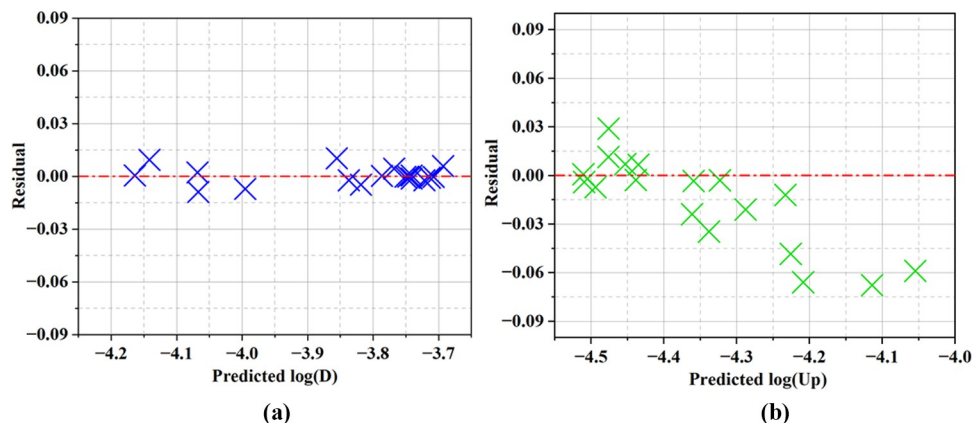 0.09
0.06
0.03
0.00
−0.03
−0.06
−0.09
Residual
−4.2 −4.1 −4.0 −3.9 −3.8 −3.7
Predicted log(D)
(a)
0.09
0.06
0.03
0.00
−0.03
−0.06
−0.09
Residual
−4.5 −4.4 −4.3 −4.2 −4.1 −4.0
Predicted log(Up)
(b)